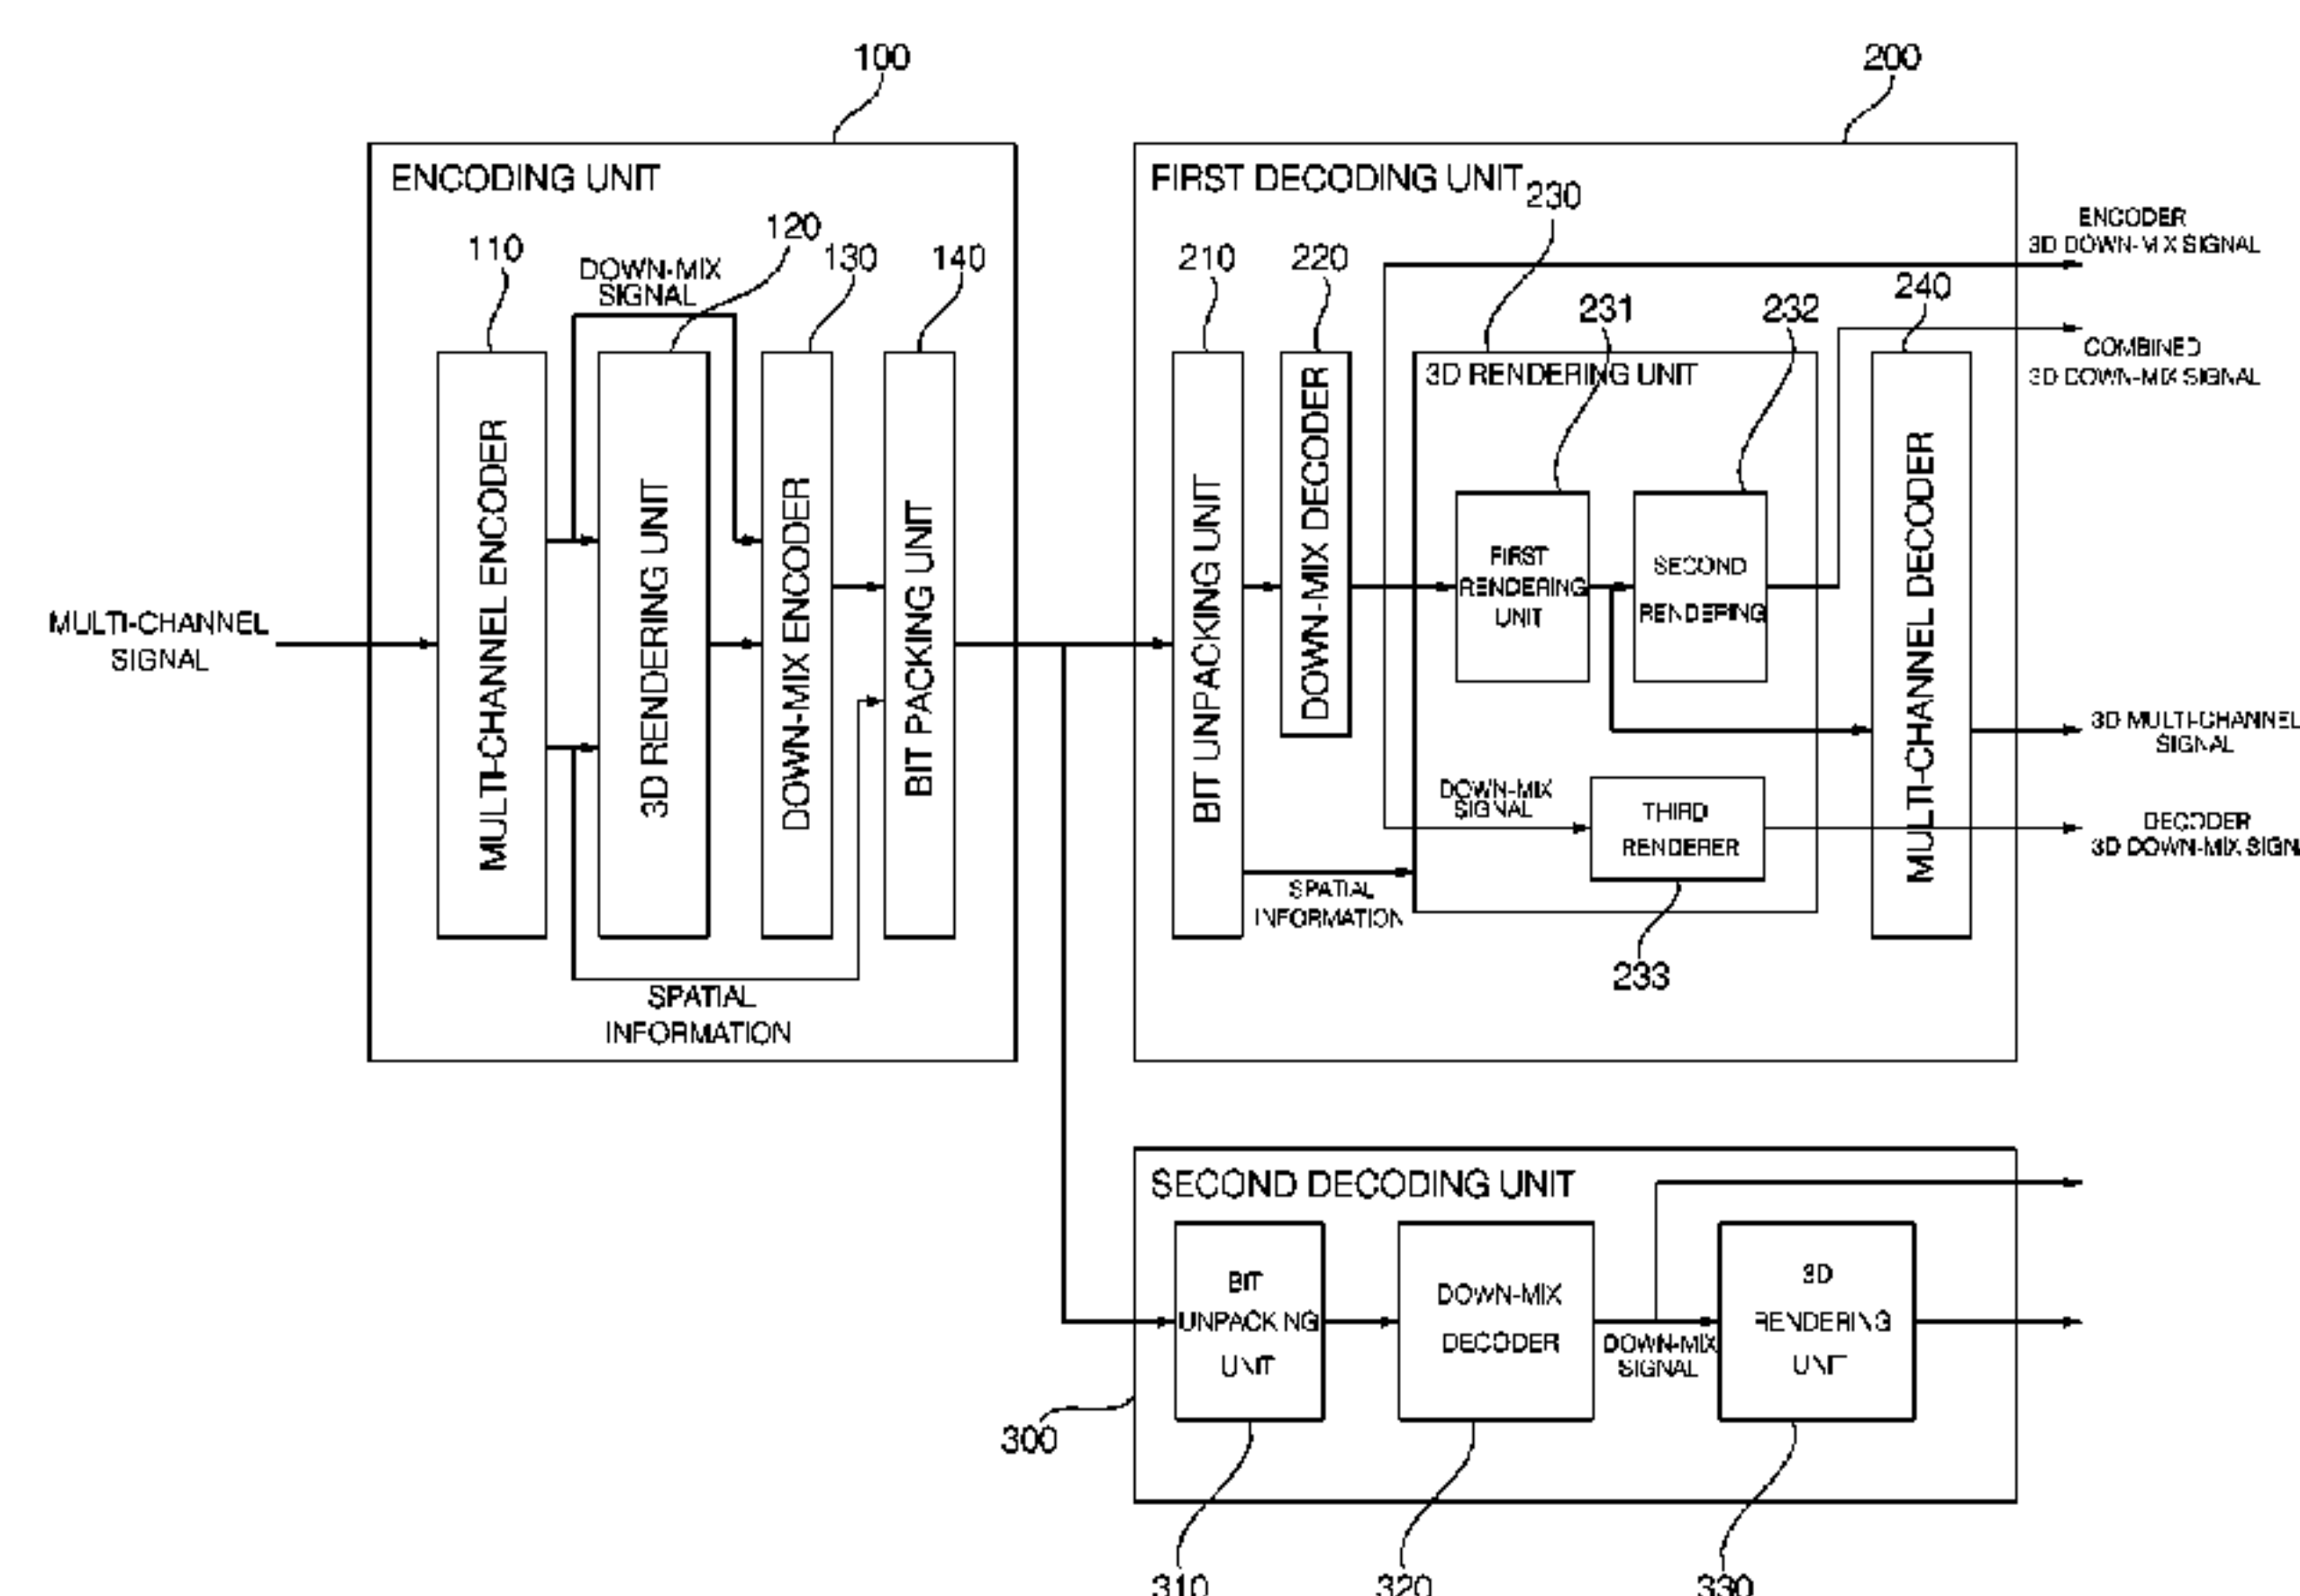 100
200
ENCODING UNIT
FIRST DECODING UNIT
230
ENCODER
3D DOWN-MIX SIGNAL
110
DOWN-MIX
SIGNAL
120
130
140
210
220
231
232
240
COMBINED
3D DOWN-MIX SIGNAL
MULTI-CHANNEL
SIGNAL
MULTI-CHANNEL ENCODER
3D RENDERING UNIT
DOWN-MIX ENCODER
BIT PACKING UNIT
BIT UNPACKING UNIT
DOWN-MIX DECODER
3D RENDERING UNIT
FIRST
RENDERING
UNIT
SECOND
RENDERING
MULTI-CHANNEL DECODER
3D MULTI-CHANNEL
SIGNAL
DOWN-MIX
SIGNAL
THIRD
RENDERER
DECODER
3D DOWN-MIX
SPATIAL
INFORMATION
233
SPATIAL
INFORMATION
SECOND DECODING UNIT
BIT
UNPACKING
UNIT
DOWN-MIX
DECODER
DOWN-MIX
SIGNAL
3D
RENDERING
UNIT
300
310
320
330